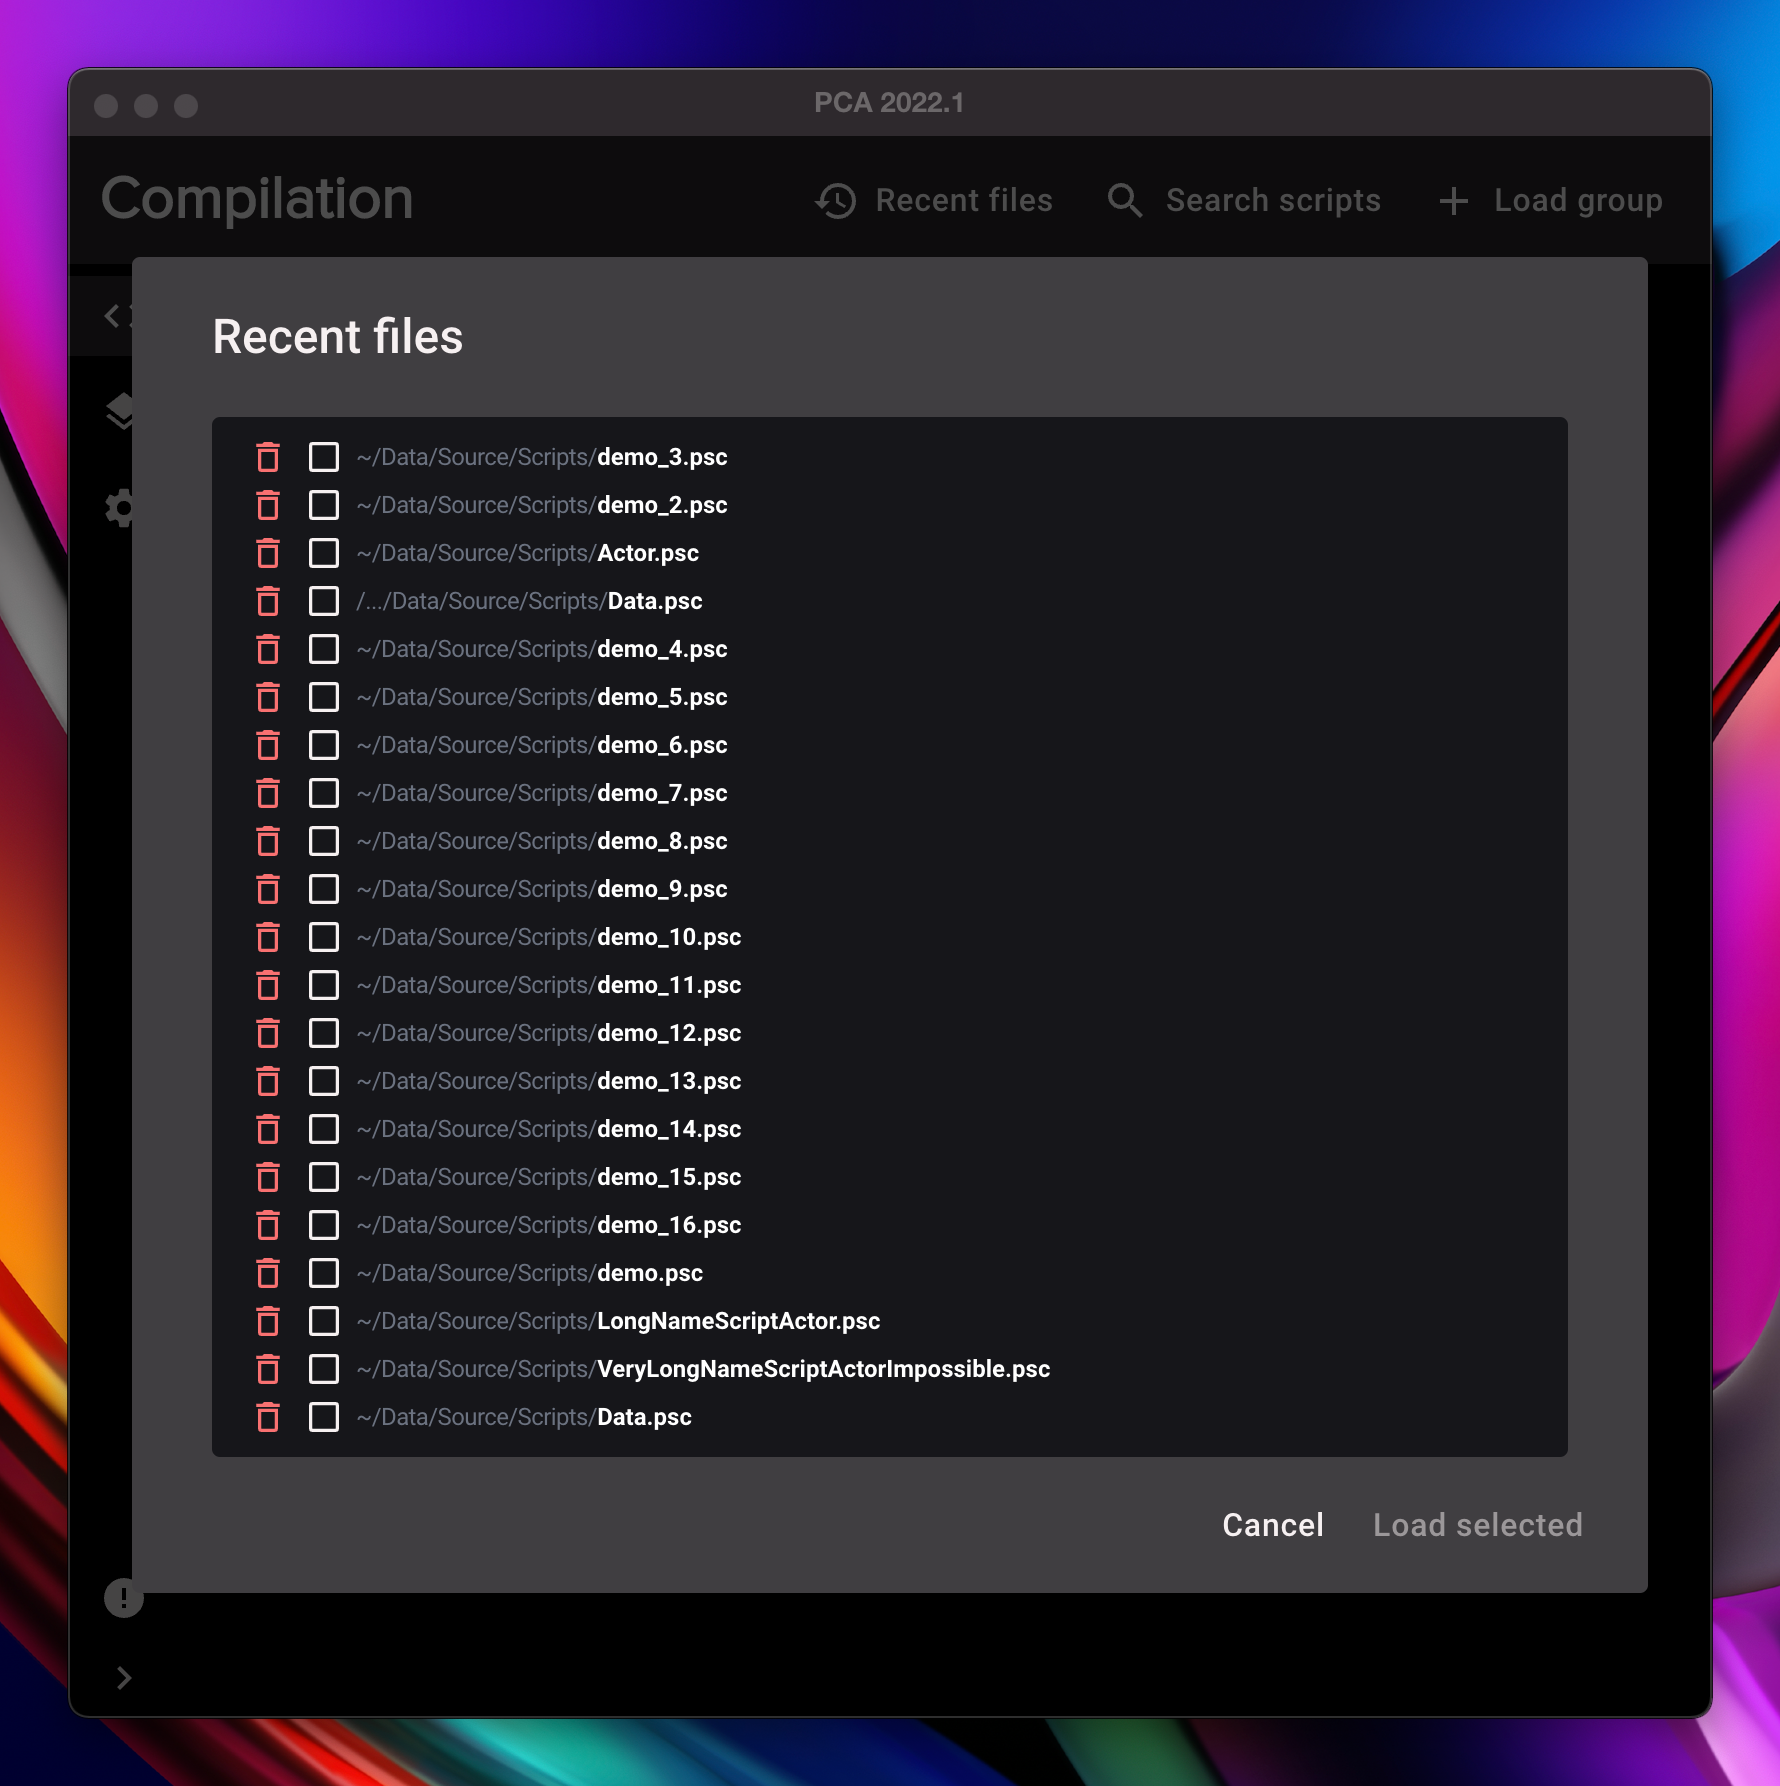 PCA 2022.1
Compilation
Recent files
Search scripts
Load group
Recent files
~/Data/Source/Scripts/demo_3.psc
~/Data/Source/Scripts/demo_2.psc
~/Data/Source/Scripts/Actor.psc
/.../Data/Source/Scripts/Data.psc
~/Data/Source/Scripts/demo_4.psc
~/Data/Source/Scripts/demo_5.psc
~/Data/Source/Scripts/demo_6.psc
~/Data/Source/Scripts/demo_7.psc
~/Data/Source/Scripts/demo_8.psc
~/Data/Source/Scripts/demo_9.psc
~/Data/Source/Scripts/demo_10.psc
~/Data/Source/Scripts/demo_11.psc
~/Data/Source/Scripts/demo_12.psc
~/Data/Source/Scripts/demo_13.psc
~/Data/Source/Scripts/demo_14.psc
~/Data/Source/Scripts/demo_15.psc
~/Data/Source/Scripts/demo_16.psc
~/Data/Source/Scripts/demo.psc
~/Data/Source/Scripts/LongNameScriptActor.psc
~/Data/Source/Scripts/VeryLongNameScriptActorImpossible.psc
~/Data/Source/Scripts/Data.psc
Cancel
Load selected